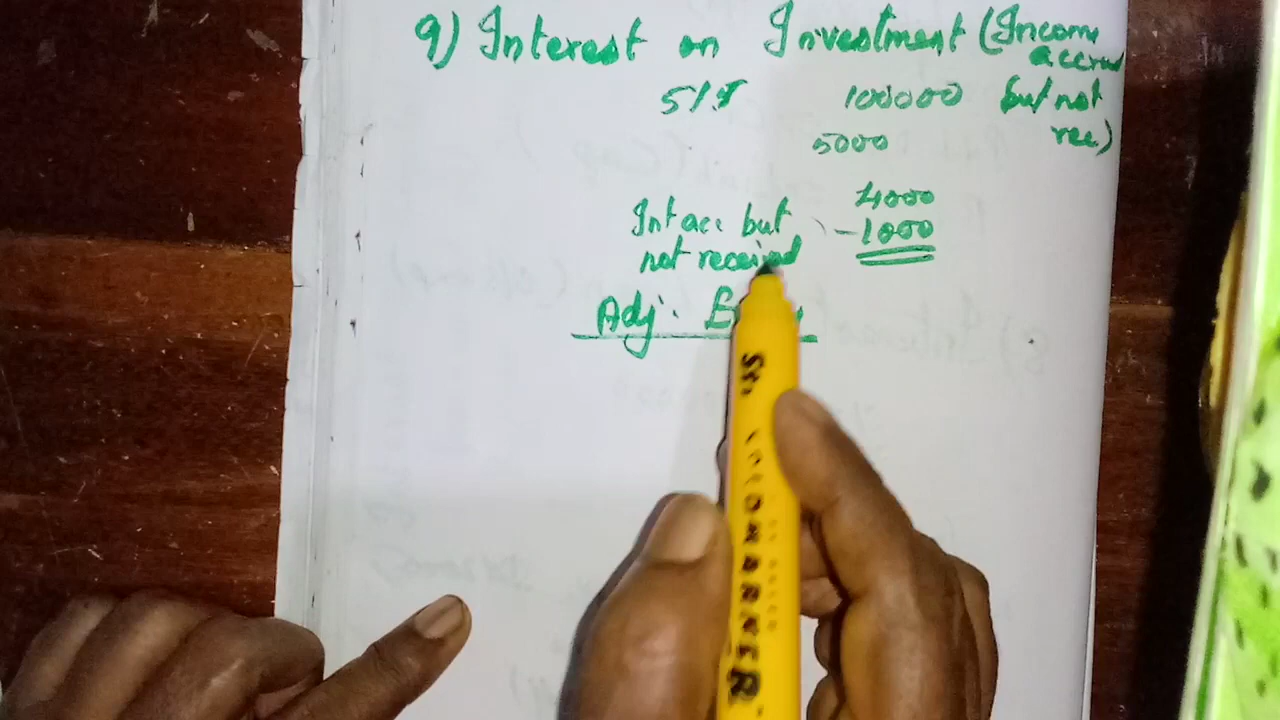 9) Interest on Investment (Income
accrued
5% 100000 but not
rec)
5000
4000
Int acc but - 1000
not received
Adj.